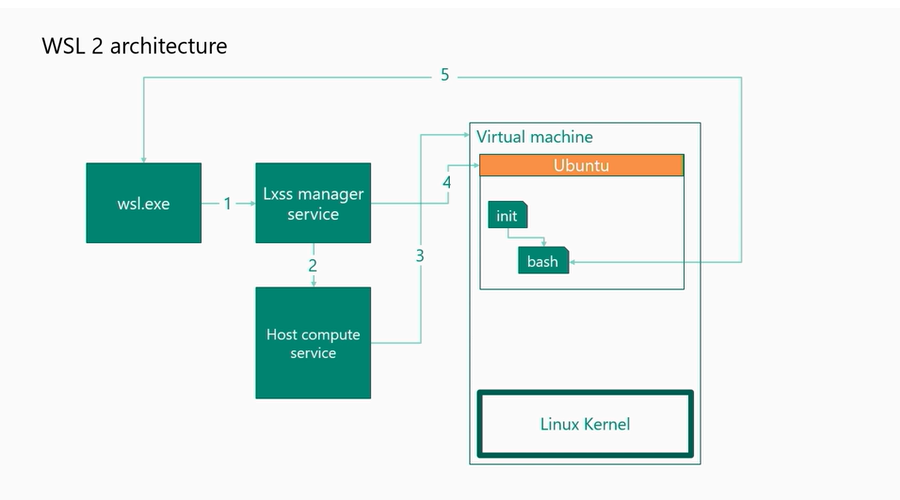 WSL 2 architecture
5
Virtual machine
Ubuntu
4
wsl.exe
1
Lxss manager
service
init
bash
2
3
Host compute
service
Linux Kernel